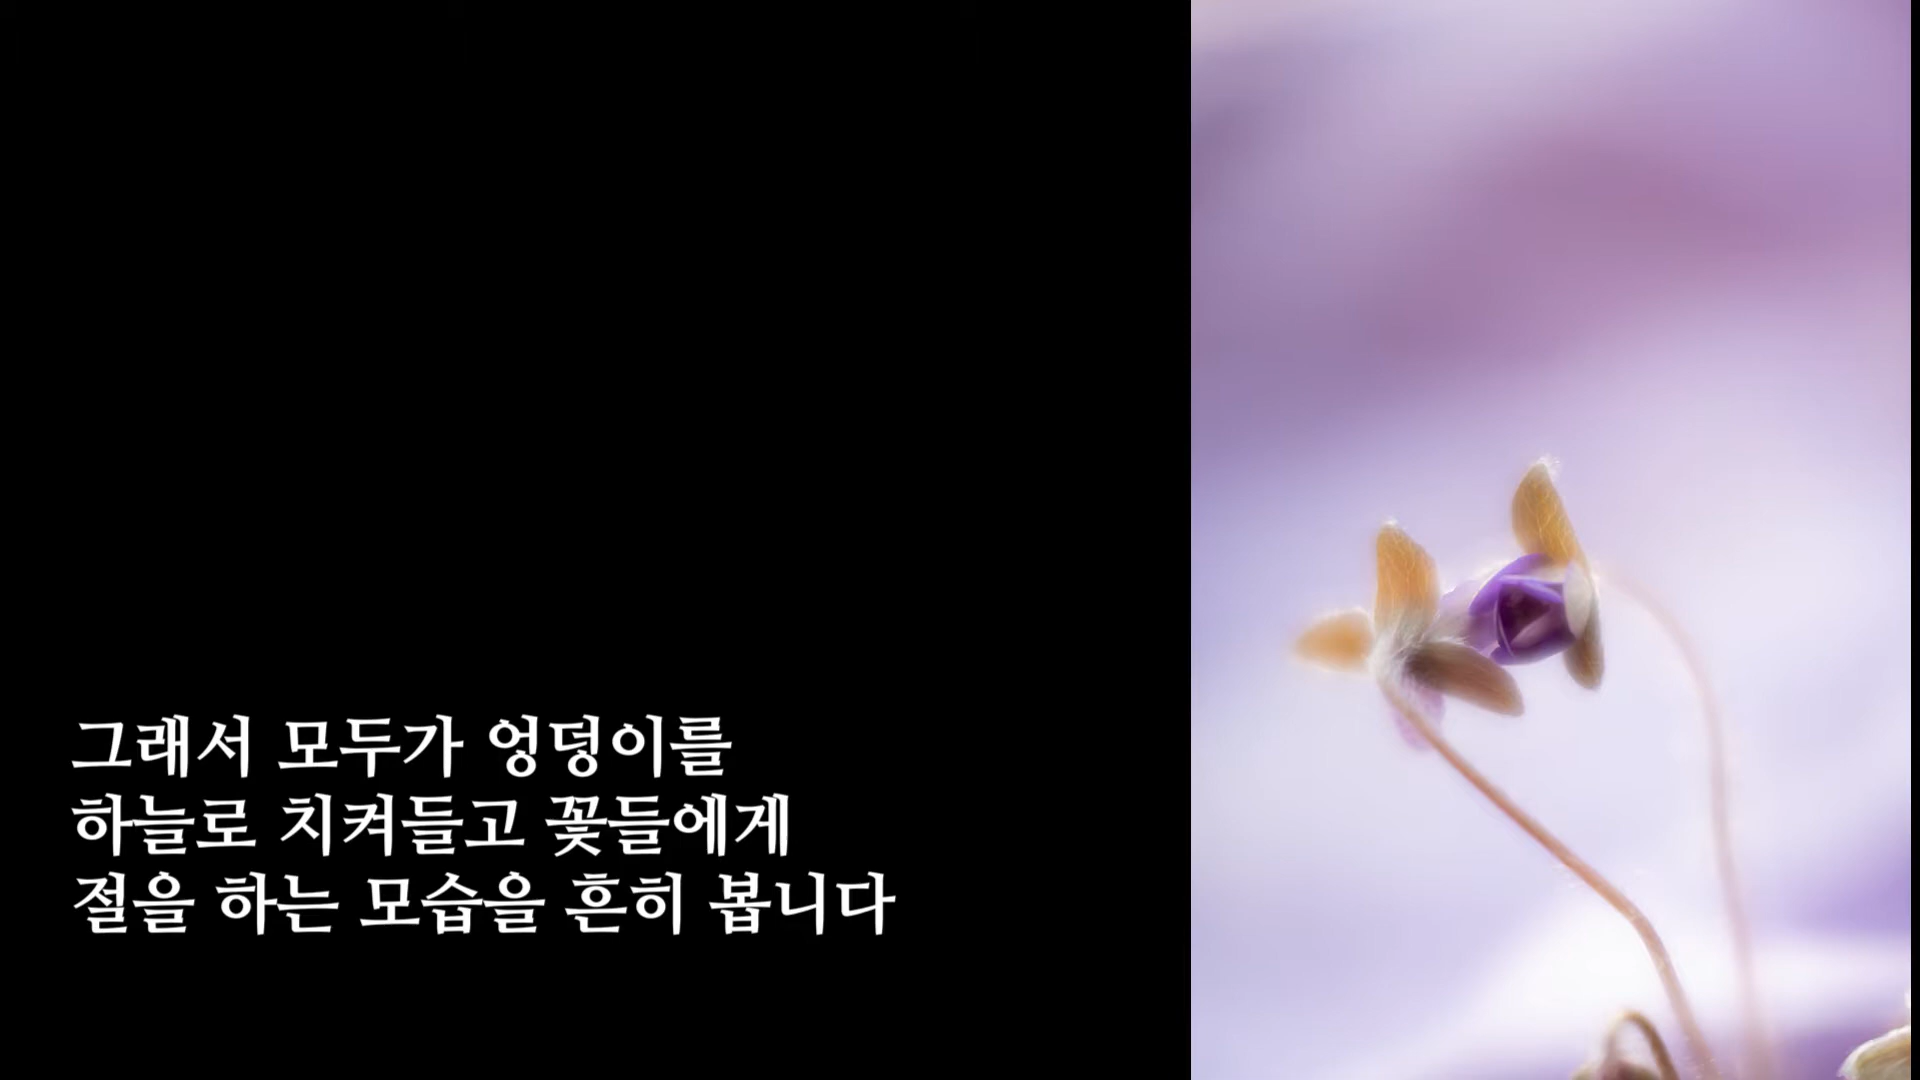 그래서 모두가 엉덩이를
하늘로 치켜들고 꽃들에게
절을 하는 모습을 흔히 봅니다